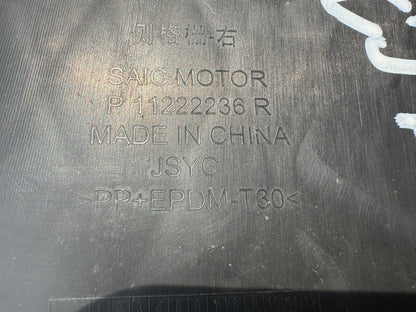 侧格栅-右
SAIC MOTOR
P 11222236 R
MADE IN CHINA
JSYC
>PP+EPDM-T30<